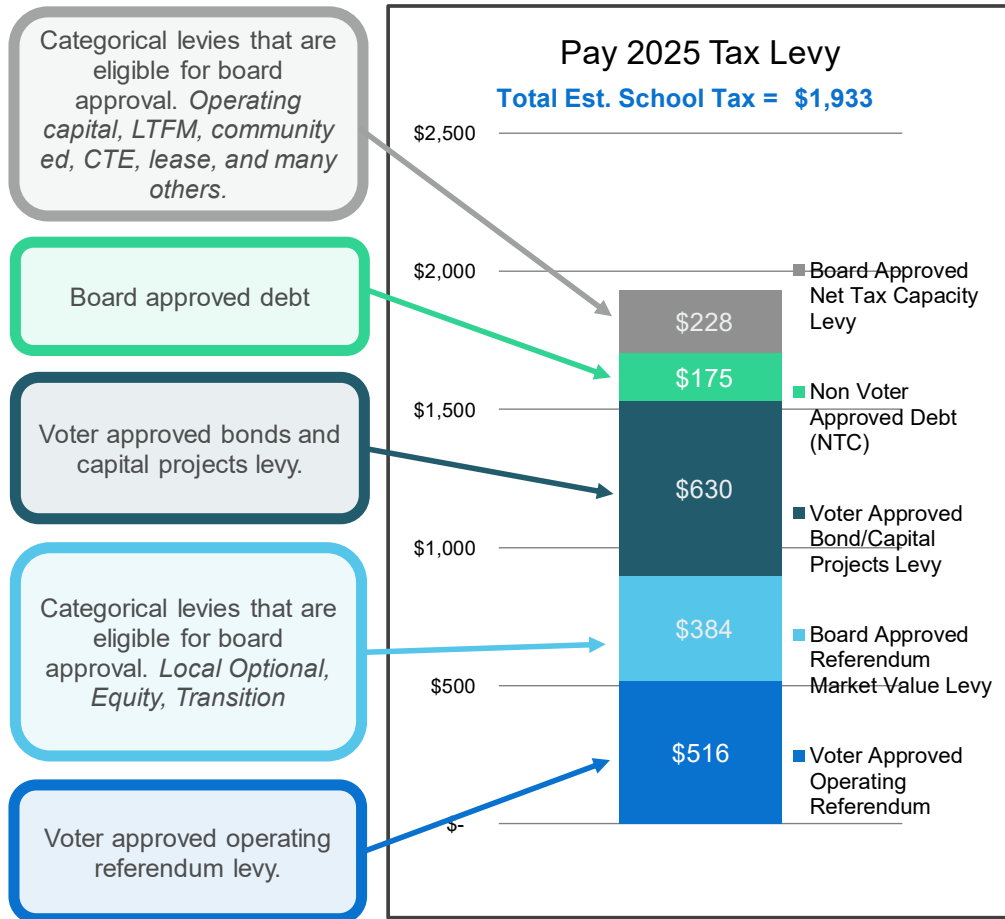 Categorical levies that are
eligible for board
approval. Operating
capital, LTFM, community
ed, CTE, lease, and many
others.
Board approved debt
Voter approved bonds and
capital projects levy.
Categorical levies that are
eligible for board
approval. Local Optional,
Equity, Transition
Voter approved operating
referendum levy.
Pay 2025 Tax Levy
Total Est. School Tax = $1,933
$2,500
$2,000
$1,500
$1,000
$500
$-
$228
$175
$630
$384
$516
Board Approved
Net Tax Capacity
Levy
Non Voter
Approved Debt
(NTC)
Voter Approved
Bond/Capital
Projects Levy
Board Approved
Referendum
Market Value Levy
Voter Approved
Operating
Referendum